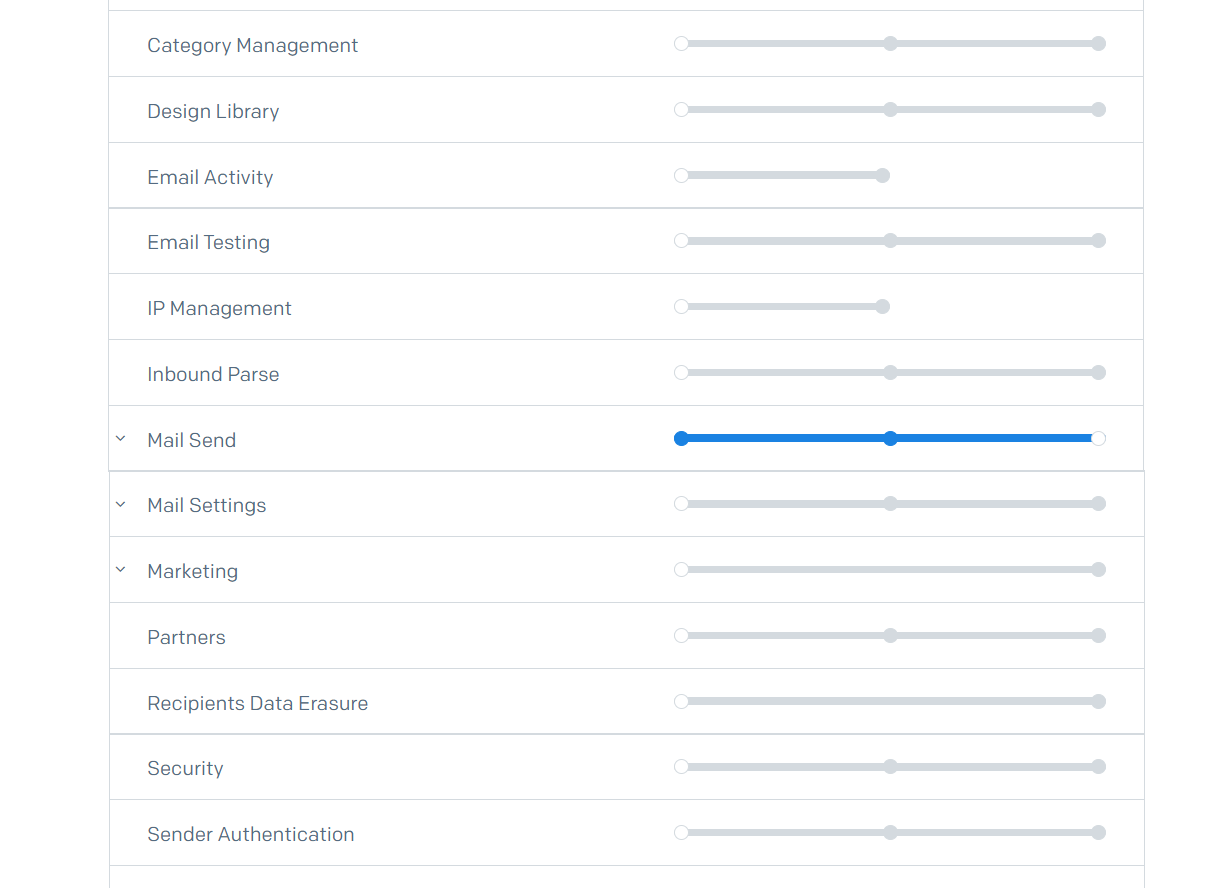 Category Management
Design Library
Email Activity
Email Testing
IP Management
Inbound Parse
Mail Send
Mail Settings
Marketing
Partners
Recipients Data Erasure
Security
Sender Authentication